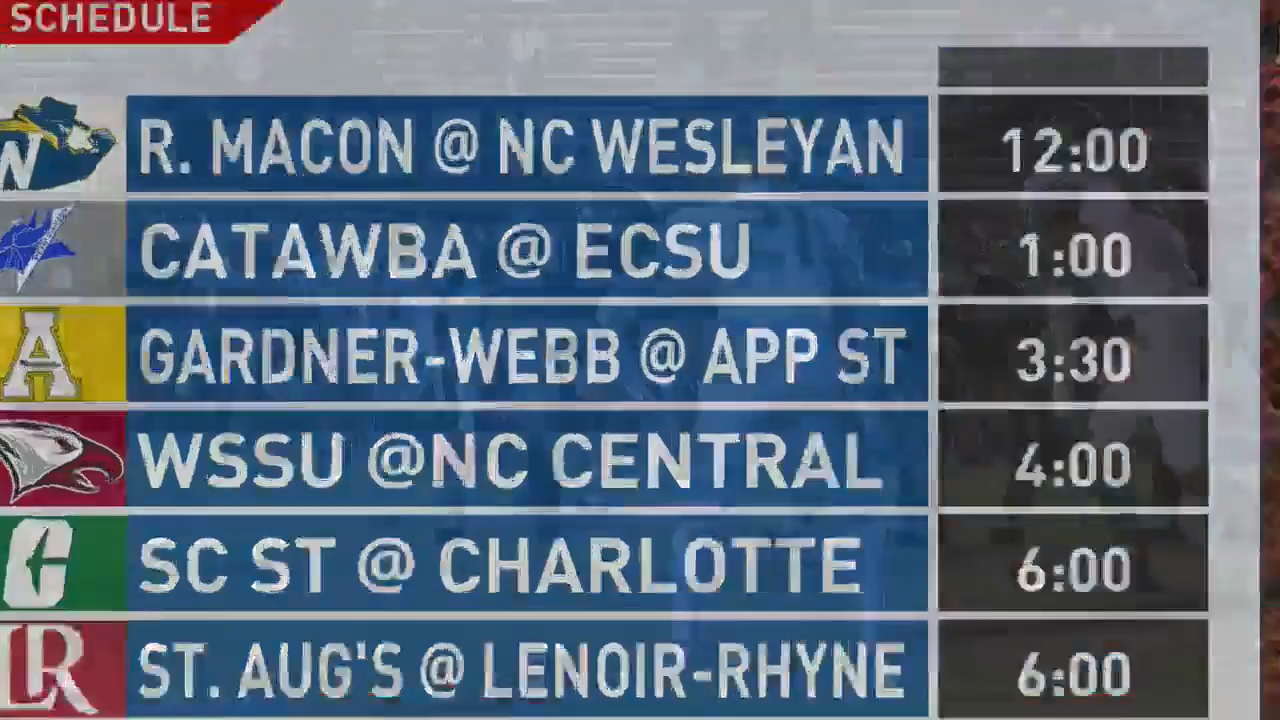 SCHEDULE
R. MACON @ NC WESLEYAN 12:00
CATAWBA @ ECSU 1:00
GARDNER-WEBB @ APP ST 3:30
WSSU @NC CENTRAL 4:00
SC ST @ CHARLOTTE 6:00
ST. AUG'S @ LENOIR-RHYNE 6:00
W
A
C
LR